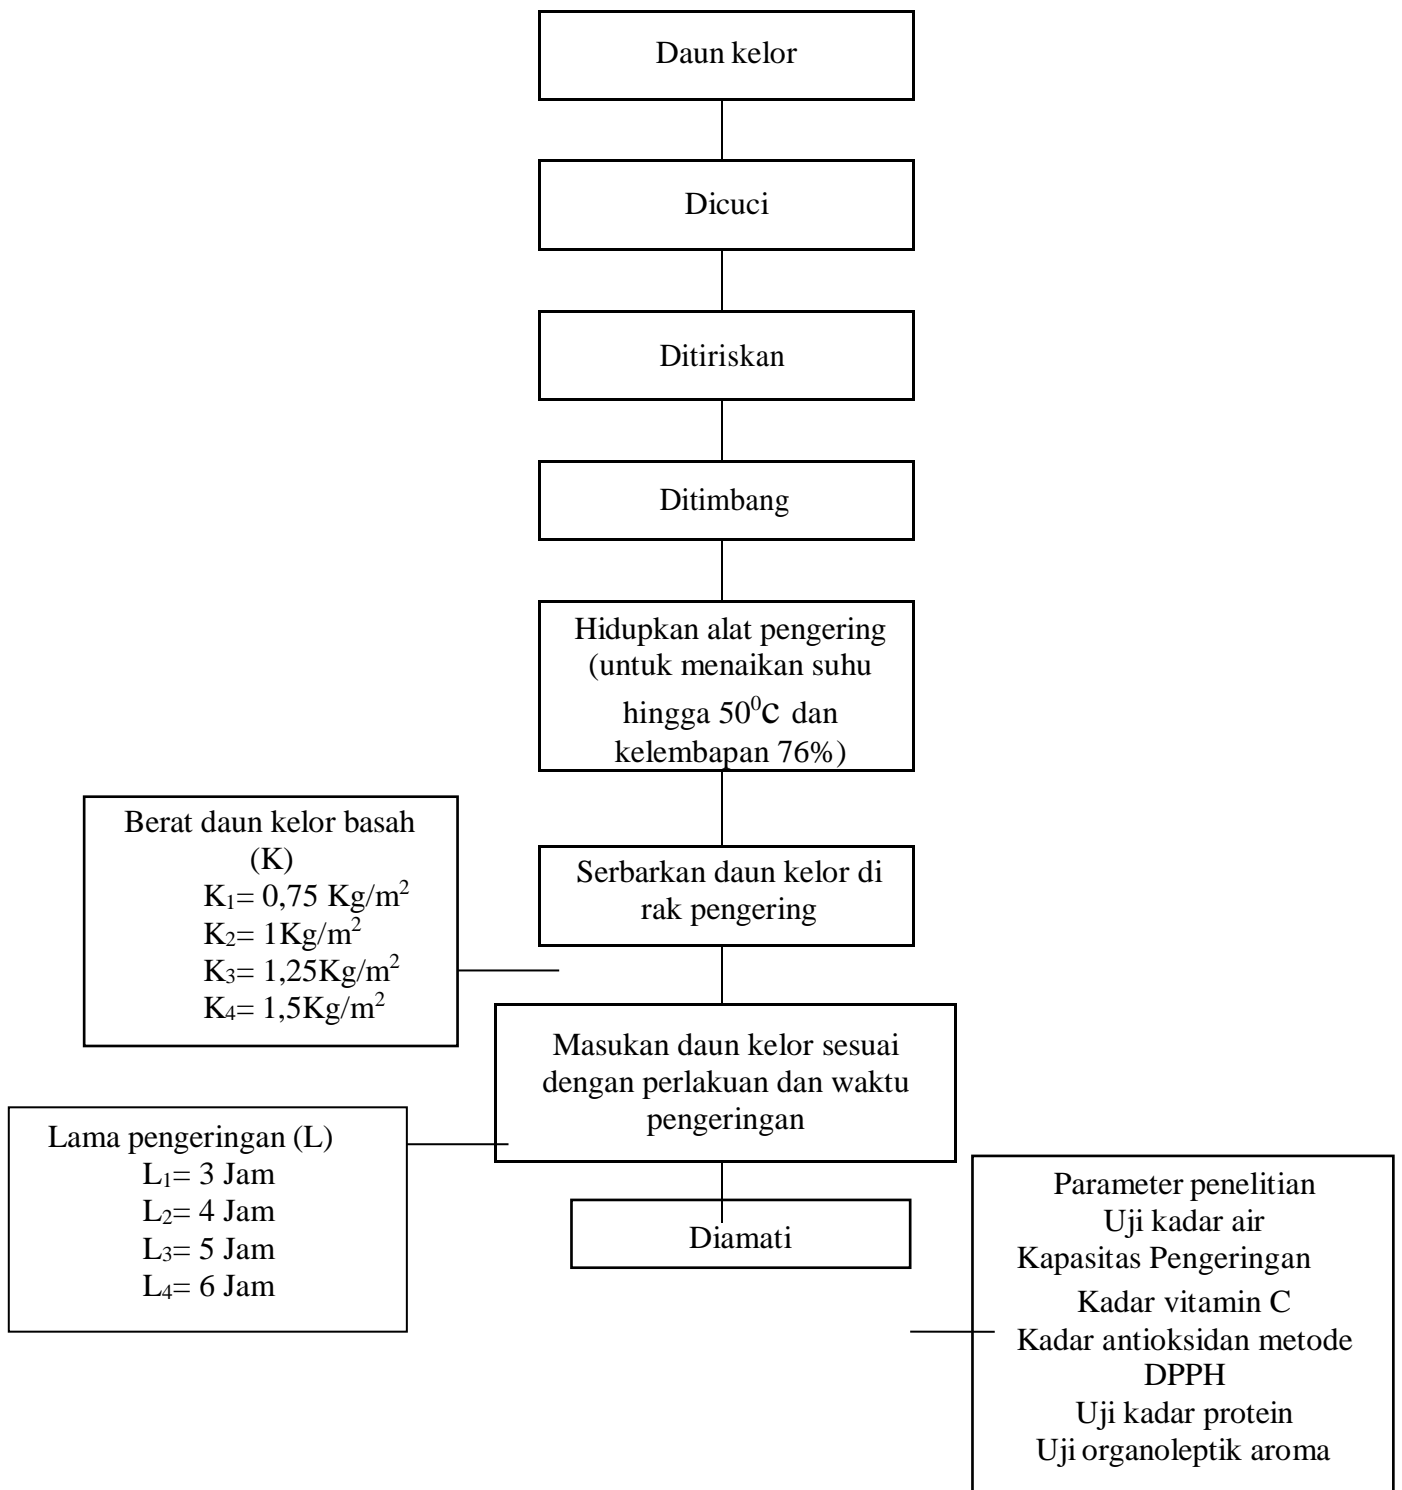 Daun kelor
Dicuci
Ditiriskan
Ditimbang
Hidupkan alat pengering
(untuk menaikan suhu
hingga 50⁰c dan
kelembapan 76%)
Berat daun kelor basah
(K)
K₁= 0,75 Kg/m²
K₂= 1Kg/m²
K₃= 1,25Kg/m²
K₄= 1,5Kg/m²
Serbarkan daun kelor di
rak pengering
Masukan daun kelor sesuai
dengan perlakuan dan waktu
pengeringan
Lama pengeringan (L)
L₁= 3 Jam
L₂= 4 Jam
L₃= 5 Jam
L₄= 6 Jam
Diamati
Parameter penelitian
Uji kadar air
Kapasitas Pengeringan
Kadar vitamin C
Kadar antioksidan metode
DPPH
Uji kadar protein
Uji organoleptik aroma